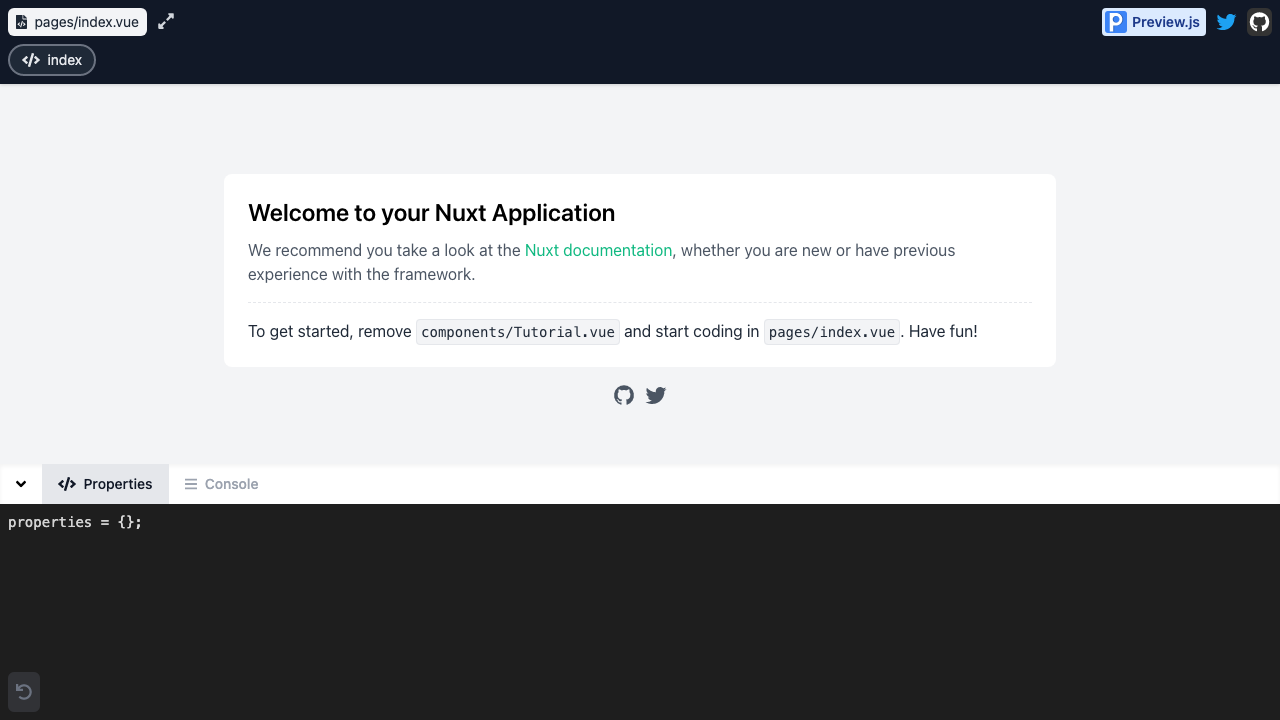 pages/index.vue
Preview.js
index
Welcome to your Nuxt Application
We recommend you take a look at the Nuxt documentation, whether you are new or have previous
experience with the framework.
To get started, remove components/Tutorial.vue and start coding in pages/index.vue. Have fun!
Properties
Console
properties = {};